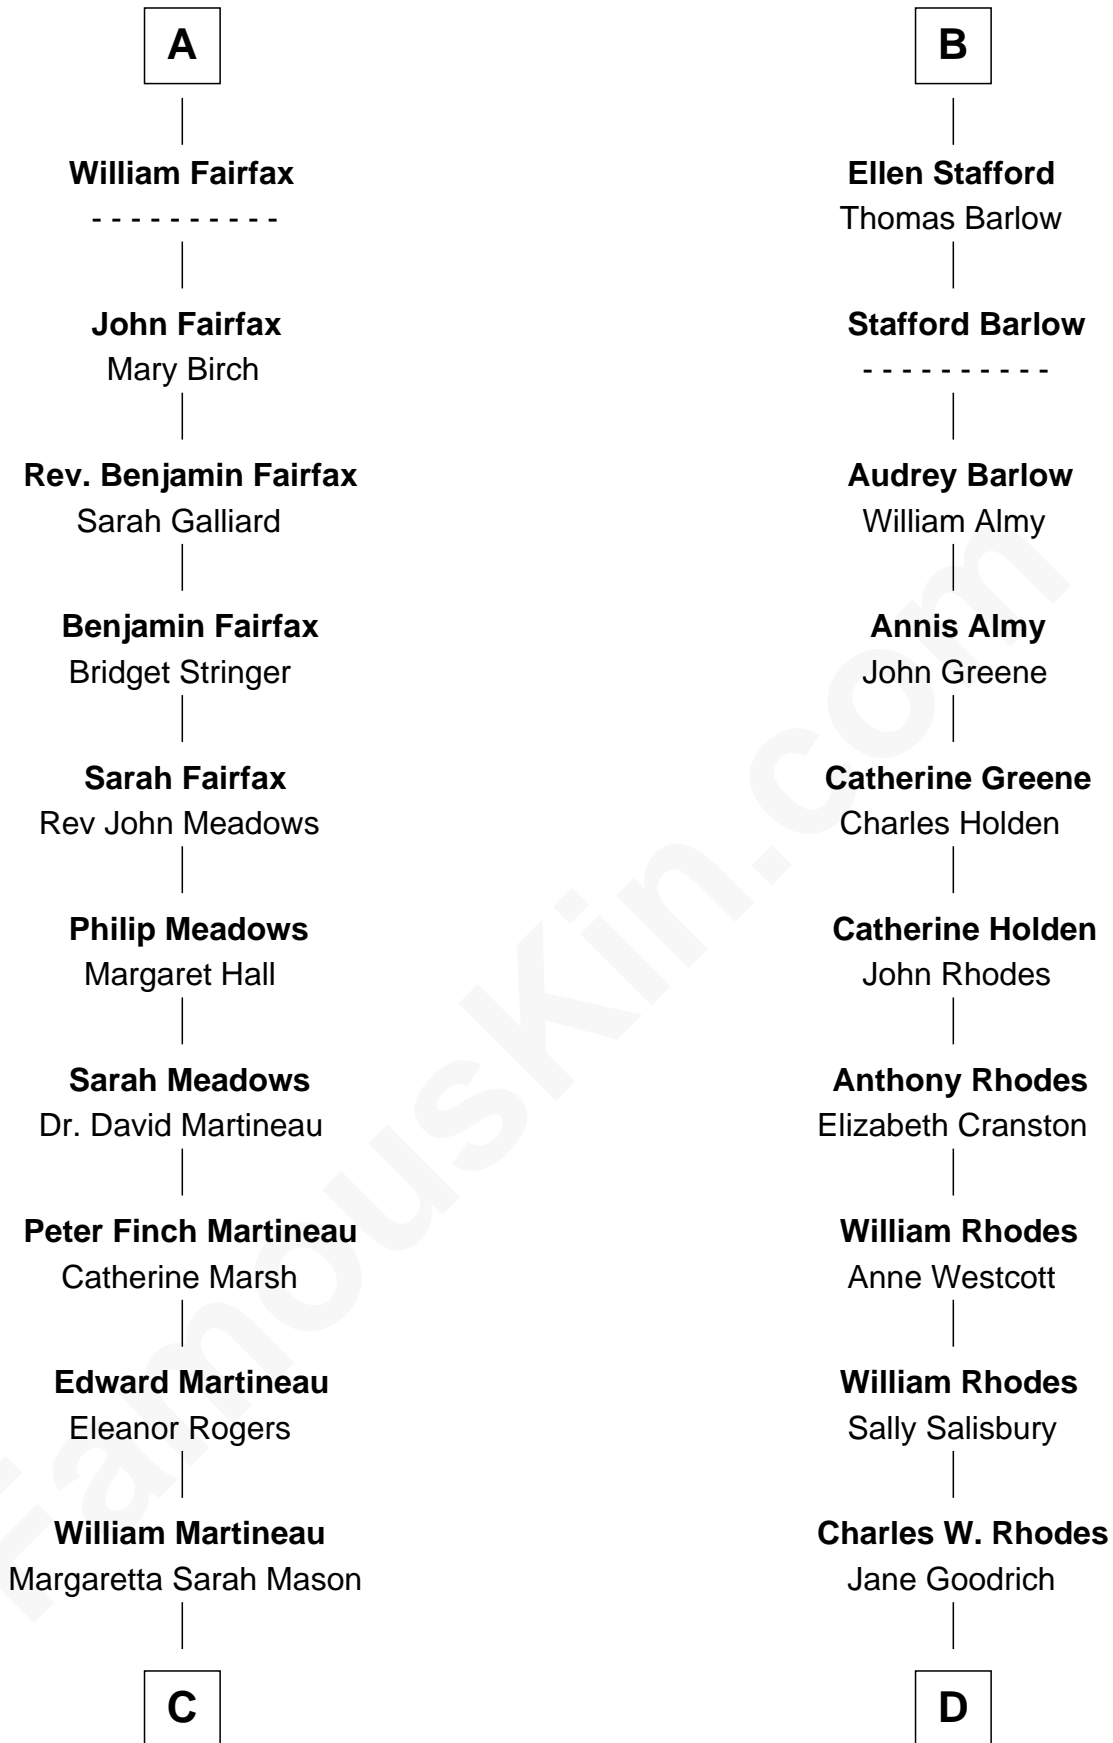 A
William Fairfax
- - - - - - - - - -
John Fairfax
Mary Birch
Rev. Benjamin Fairfax
Sarah Galliard
Benjamin Fairfax
Bridget Stringer
Sarah Fairfax
Rev John Meadows
Philip Meadows
Margaret Hall
Sarah Meadows
Dr. David Martineau
Peter Finch Martineau
Catherine Marsh
Edward Martineau
Eleanor Rogers
William Martineau
Margaretta Sarah Mason
C
B
Ellen Stafford
Thomas Barlow
Stafford Barlow
- - - - - - - - - -
Audrey Barlow
William Almy
Annis Almy
John Greene
Catherine Greene
Charles Holden
Catherine Holden
John Rhodes
Anthony Rhodes
Elizabeth Cranston
William Rhodes
Anne Westcott
William Rhodes
Sally Salisbury
Charles W. Rhodes
Jane Goodrich
D
FamousKin.com